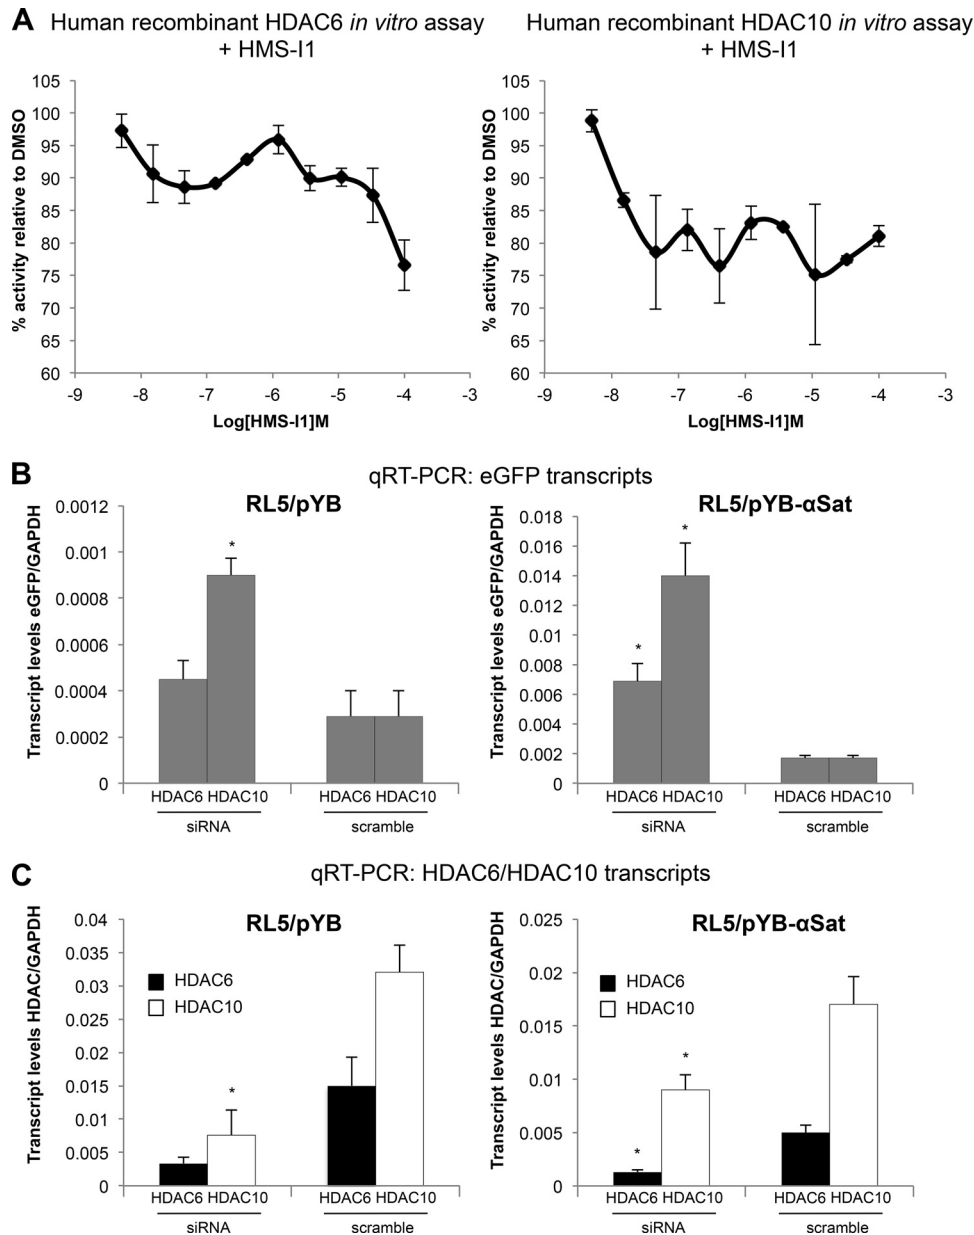 A Human recombinant HDAC6 in vitro assay
+ HMS-I1
Human recombinant HDAC10 in vitro assay
+ HMS-I1
% activity relative to DMSO
105
100
95
90
85
80
75
70
65
60
-9 -8 -7 -6 -5 -4 -3
Log[HMS-I1]M
% activity relative to DMSO
105
100
95
90
85
80
75
70
65
60
-9 -8 -7 -6 -5 -4 -3
Log[HMS-I1]M
B qRT-PCR: eGFP transcripts
RL5/pYB
Transcript levels eGFP/GAPDH
0.0012
0.001
0.0008
0.0006
0.0004
0.0002
0
*
HDAC6 HDAC10 HDAC6 HDAC10
siRNA scramble
RL5/pYB-αSat
Transcript levels eGFP/GAPDH
0.018
0.016
0.014
0.012
0.01
0.008
0.006
0.004
0.002
0
* *
HDAC6 HDAC10 HDAC6 HDAC10
siRNA scramble
C qRT-PCR: HDAC6/HDAC10 transcripts
RL5/pYB
Transcript levels HDAC/GAPDH
0.04
0.035
0.03
0.025
0.02
0.015
0.01
0.005
0
HDAC6
HDAC10
*
HDAC6 HDAC10 HDAC6 HDAC10
siRNA scramble
RL5/pYB-αSat
Transcript levels HDAC/GAPDH
0.025
0.02
0.015
0.01
0.005
0
HDAC6
HDAC10
* *
HDAC6 HDAC10 HDAC6 HDAC10
siRNA scramble